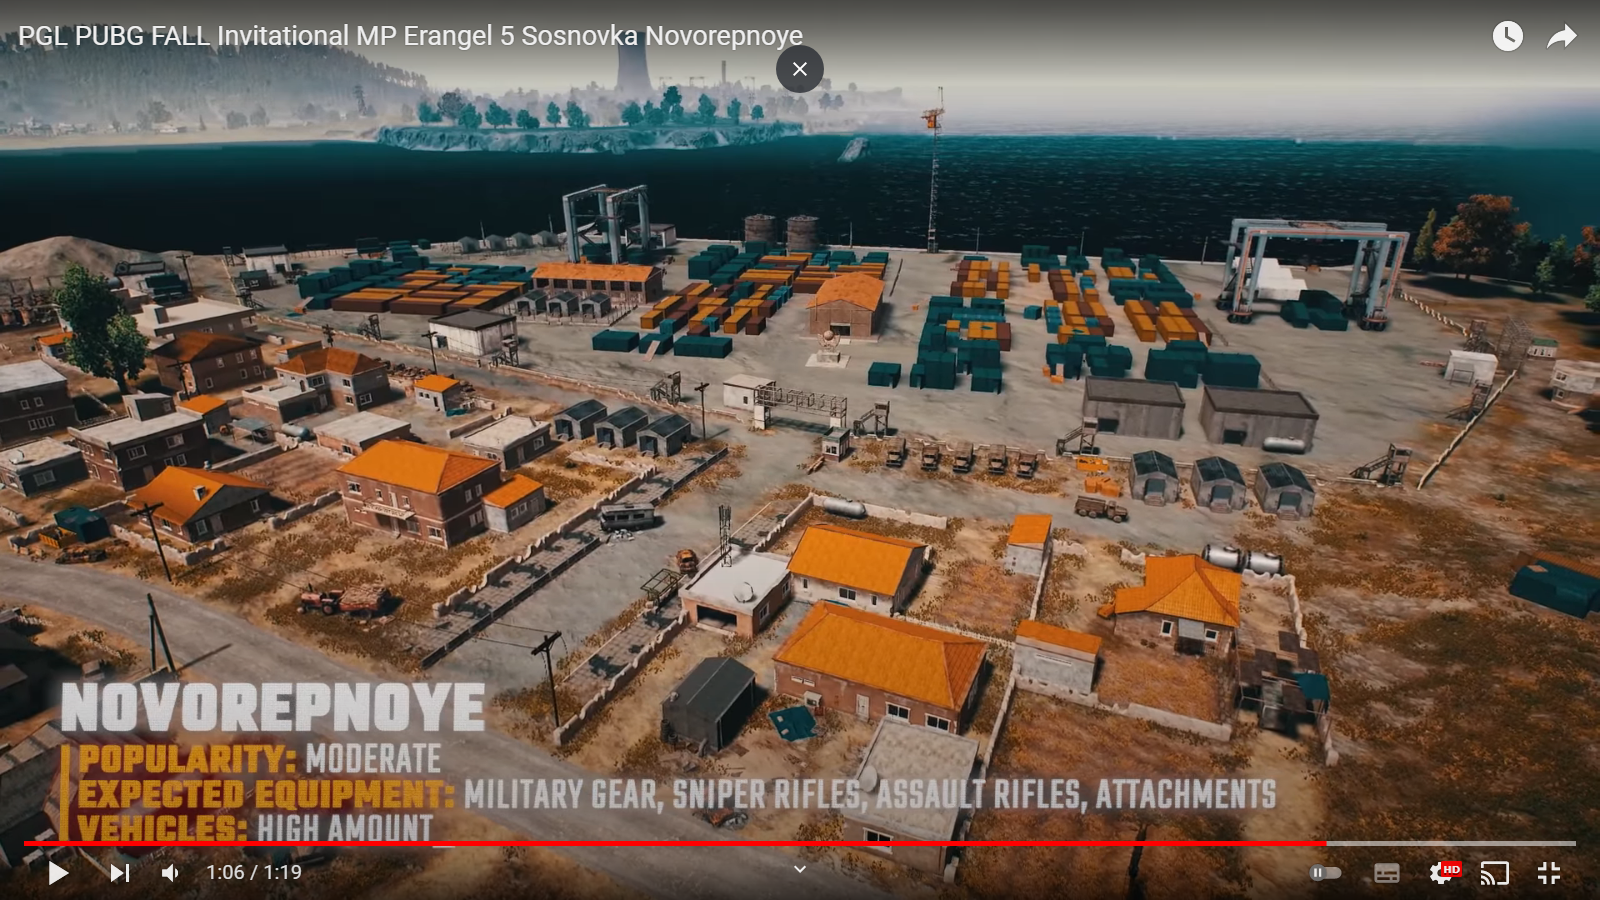 PGL PUBG FALL Invitational MP Erangel 5 Sosnovka Novorepnoye
NOVOREPNOYE
POPULARITY: MODERATE
EXPECTED EQUIPMENT: MILITARY GEAR, SNIPER RIFLES, ASSAULT RIFLES, ATTACHMENTS
VEHICLES: HIGH AMOUNT
1:06 / 1:19
HD